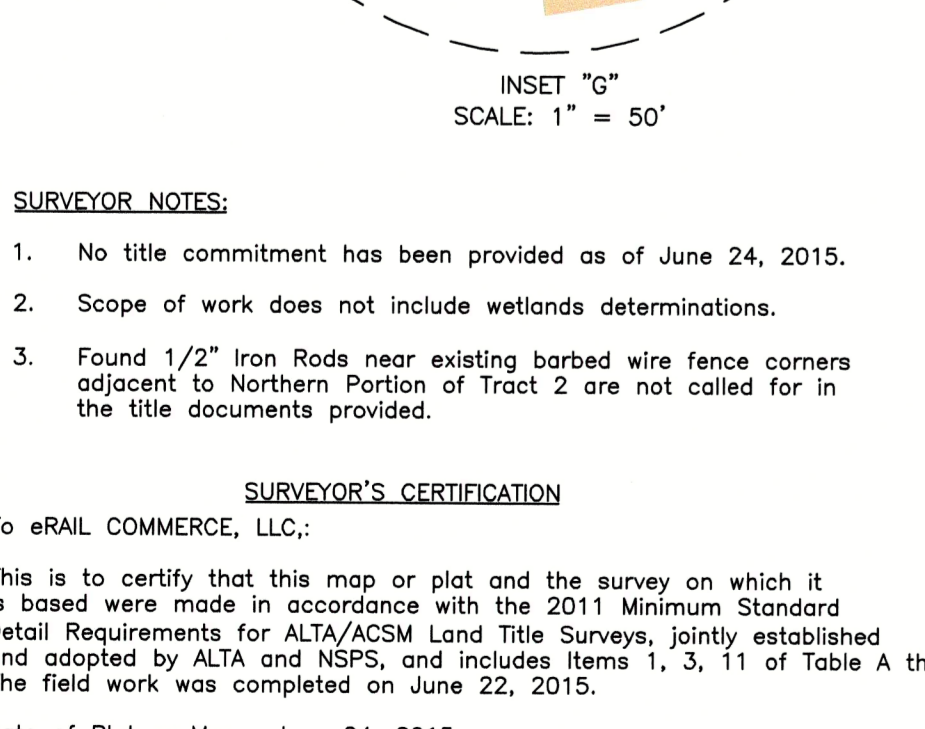 INSET "G"
SCALE: 1" = 50'
SURVEYOR NOTES:
1. No title commitment has been provided as of June 24, 2015.
2. Scope of work does not include wetlands determinations.
3. Found 1/2" Iron Rods near existing barbed wire fence corners
adjacent to Northern Portion of Tract 2 are not called for in
the title documents provided.
SURVEYOR'S CERTIFICATION
o eRAIL COMMERCE, LLC,:
his is to certify that this map or plat and the survey on which it
s based were made in accordance with the 2011 Minimum Standard
etail Requirements for ALTA/ACSM Land Title Surveys, jointly established
nd adopted by ALTA and NSPS, and includes Items 1, 3, 11 of Table A th
he field work was completed on June 22, 2015.